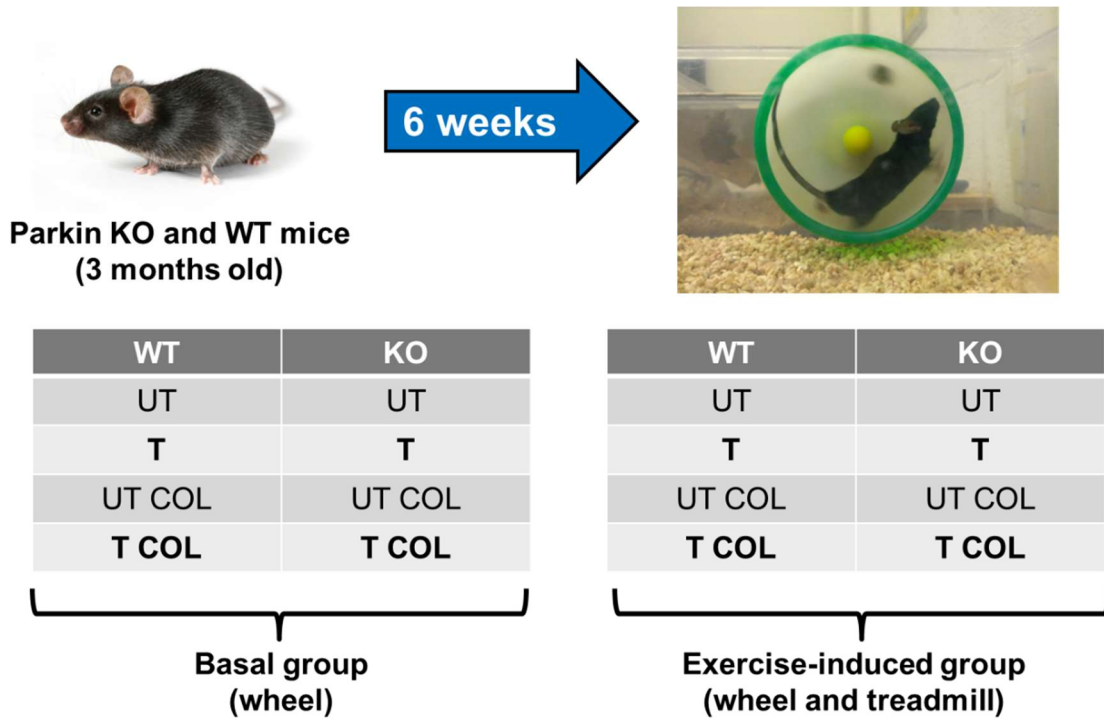 6 weeks
Parkin KO and WT mice
(3 months old)
WT KO
UT UT
T T
UT COL UT COL
T COL T COL
Basal group
(wheel)
WT KO
UT UT
T T
UT COL UT COL
T COL T COL
Exercise-induced group
(wheel and treadmill)